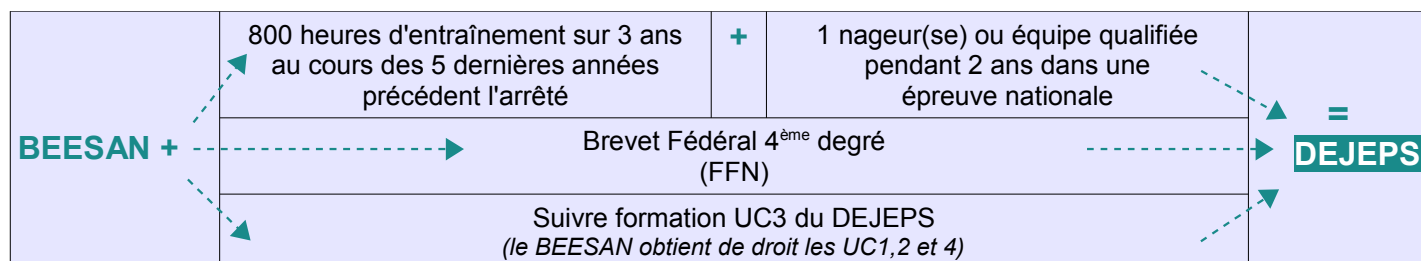 BEESAN +
800 heures d'entraînement sur 3 ans
au cours des 5 dernières années
précédent l'arrêté
+
1 nageur(se) ou équipe qualifiée
pendant 2 ans dans une
épreuve nationale
Brevet Fédéral 4ème degré
(FFN)
Suivre formation UC3 du DEJEPS
(le BEESAN obtient de droit les UC1,2 et 4)
=
DEJEPS